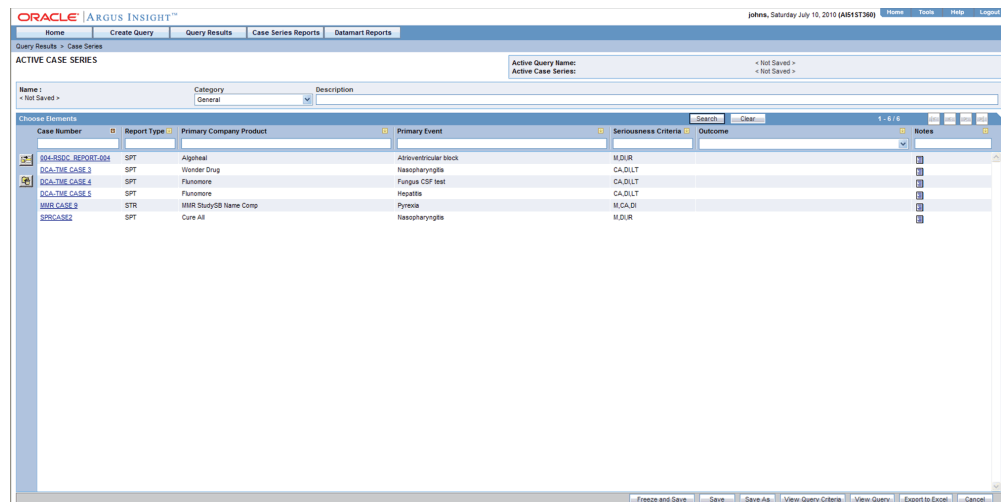 ORACLE | ARGUS INSIGHT™
johns, Saturday July 10, 2010 (AI51ST360) Home Tools Help Logout
Home Create Query Query Results Case Series Reports Datamart Reports
Query Results > Case Series
ACTIVE CASE SERIES
Active Query Name: < Not Saved >
Active Case Series: < Not Saved >
Name : Category Description
< Not Saved > General
Choose Elements Search Clear 1 - 6 / 6
Case Number Report Type Primary Company Product Primary Event Seriousness Criteria Outcome Notes
004-RSDC_REPORT-004 SPT Algoheal Atrioventricular block M,DI,IR
DCA-TME CASE 3 SPT Wonder Drug Nasopharyngitis CA,DI,LT
DCA-TME CASE 4 SPT Flunomore Fungus CSF test CA,DI,LT
DCA-TME CASE 5 SPT Flunomore Hepatitis CA,DI,LT
MMR CASE 9 STR MMR StudySB Name Comp Pyrexia M,CA,DI
SPRCASE2 SPT Cure All Nasopharyngitis M,DI,IR
Freeze and Save Save Save As View Query Criteria View Query Export to Excel Cancel